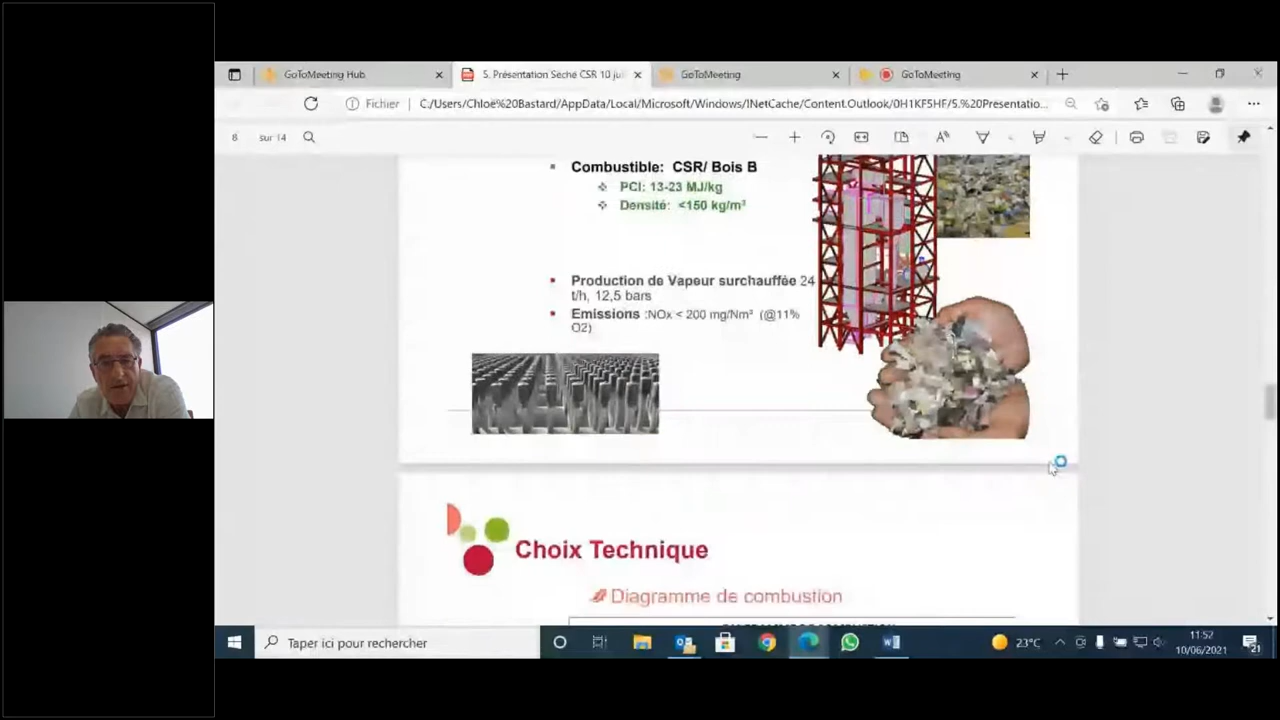 GoToMeeting Hub
5. Présentation Séché CSR 10 jui
GoToMeeting
GoToMeeting
Fichier
C:/Users/Chloé%20Bastard/AppData/Local/Microsoft/Windows/INetCache/Content.Outlook/0H1KF5HF/5.%20Presentatio...
8 sur 14
Combustible: CSR/ Bois B
PCI: 13-23 MJ/kg
Densité: <150 kg/m³
Production de Vapeur surchauffée 24
t/h, 12,5 bars
Emissions :NOx < 200 mg/Nm³ (@11%
O2)
Choix Technique
Diagramme de combustion
Taper ici pour rechercher
23°C
11:52
10/06/2021
21